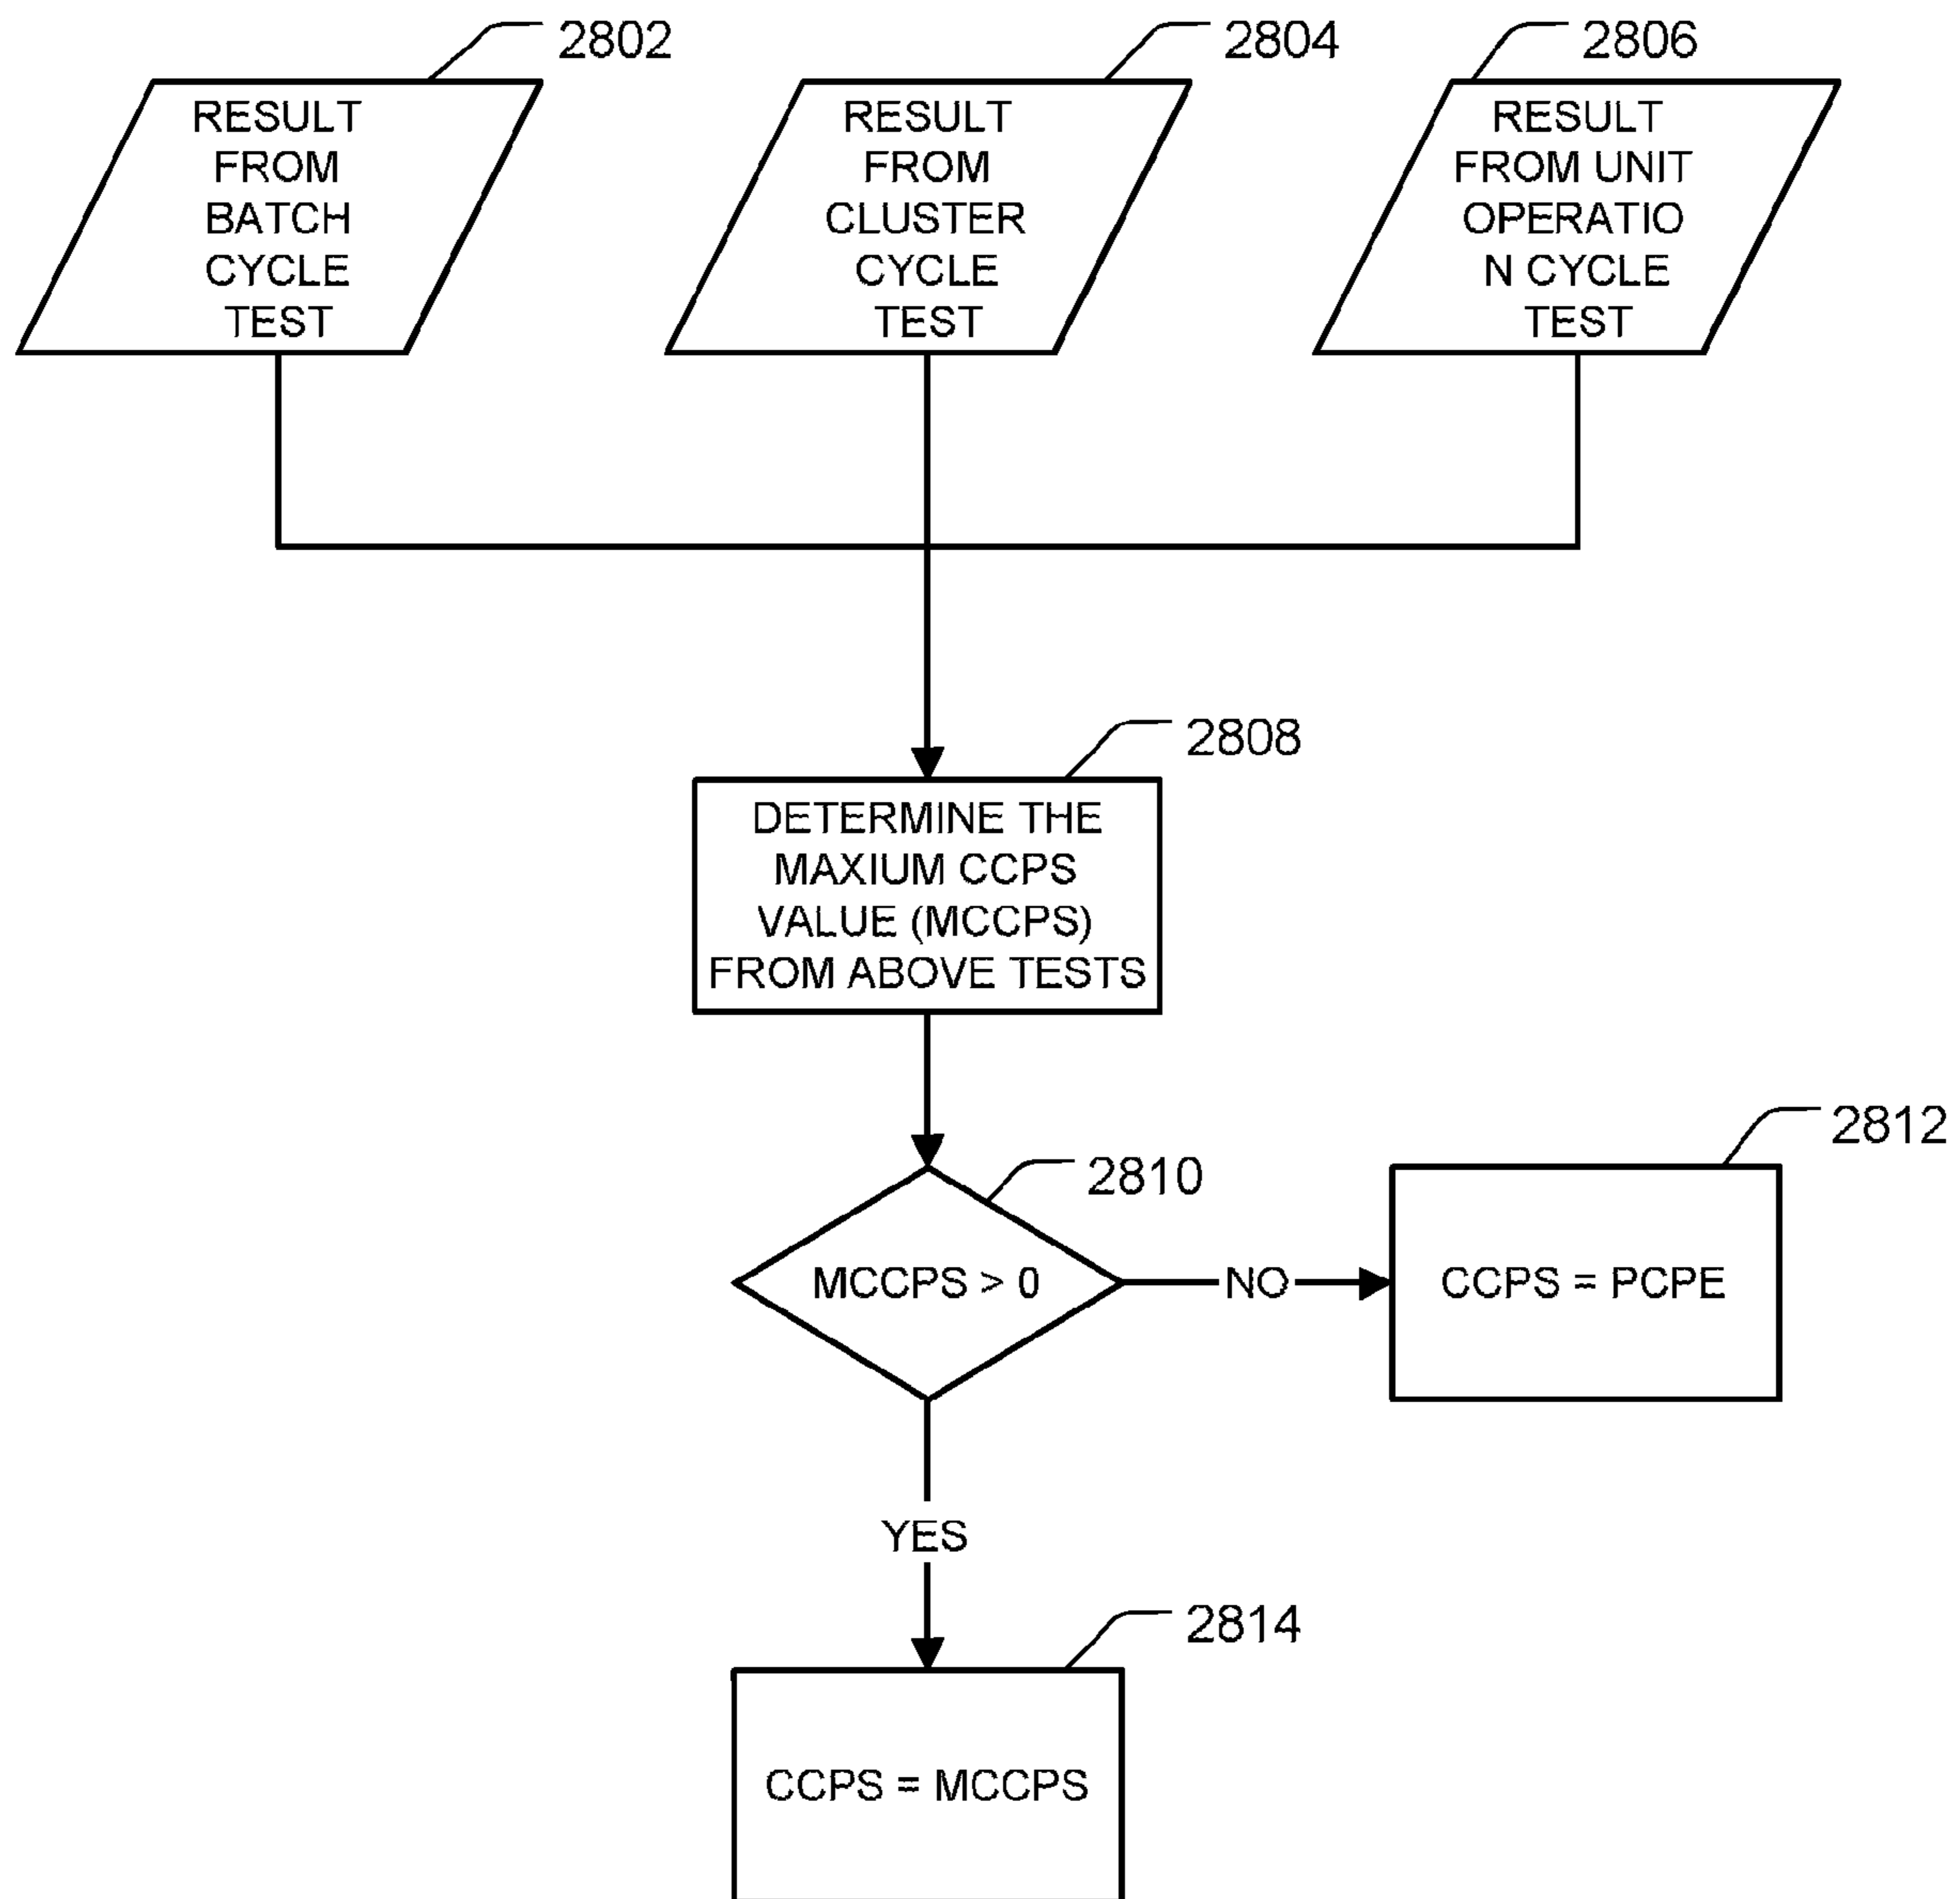 2802
RESULT
FROM
BATCH
CYCLE
TEST
2804
RESULT
FROM
CLUSTER
CYCLE
TEST
2806
RESULT
FROM UNIT
OPERATIO
N CYCLE
TEST
2808
DETERMINE THE
MAXIUM CCPS
VALUE (MCCPS)
FROM ABOVE TESTS
2810
MCCPS > 0
NO
2812
CCPS = PCPE
YES
2814
CCPS = MCCPS